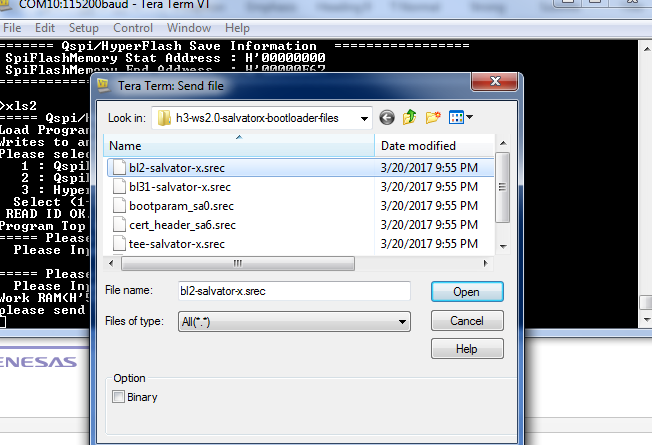 COM10:115200baud - Tera Term VT
File Edit Setup Control Window Help
======= Qspi/HyperFlash Save Information =================
SpiFlashMemory Stat Address : H'00000000
SpiFlashMemory End Address : H'00000E67
>xls2
===== Qspi/
Load Program
Writes to
Please selec
1 : Qspi
2 : Qspi
3 : Hyper
Select (1-
READ ID OK.
Program Top
===== Please
Please Inp
===== Please
Please Inp
Work RAM(H'5
please send
ENESAS
Tera Term: Send file
Look in: h3-ws2.0-salvatorx-bootloader-files
Name Date modified
bl2-salvator-x.srec 3/20/2017 9:55 PM
bl31-salvator-x.srec 3/20/2017 9:55 PM
bootparam_sa0.srec 3/20/2017 9:55 PM
cert_header_sa6.srec 3/20/2017 9:55 PM
tee-salvator-x.srec 3/20/2017 9:55 PM
File name: bl2-salvator-x.srec Open
Files of type: All(*.*) Cancel
Help
Option
Binary